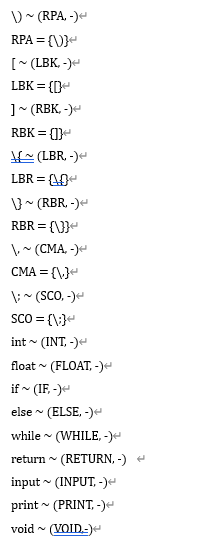 \) ~ (RPA, -)↵
RPA = {\)}↵
[ ~ (LBK, -)↵
LBK = {[}↵
] ~ (RBK, -)↵
RBK = {]}↵
\{ ~ (LBR, -)↵
LBR = {\{}↵
\} ~ (RBR, -)↵
RBR = {\}}↵
\, ~ (CMA, -)↵
CMA = {\,}↵
\; ~ (SCO, -)↵
SCO = {\;}↵
int ~ (INT, -)↵
float ~ (FLOAT, -)↵
if ~ (IF, -)↵
else ~ (ELSE, -)↵
while ~ (WHILE, -)↵
return ~ (RETURN, -) ↵
input ~ (INPUT, -)↵
print ~ (PRINT, -)↵
void ~ (VOID,-)↵